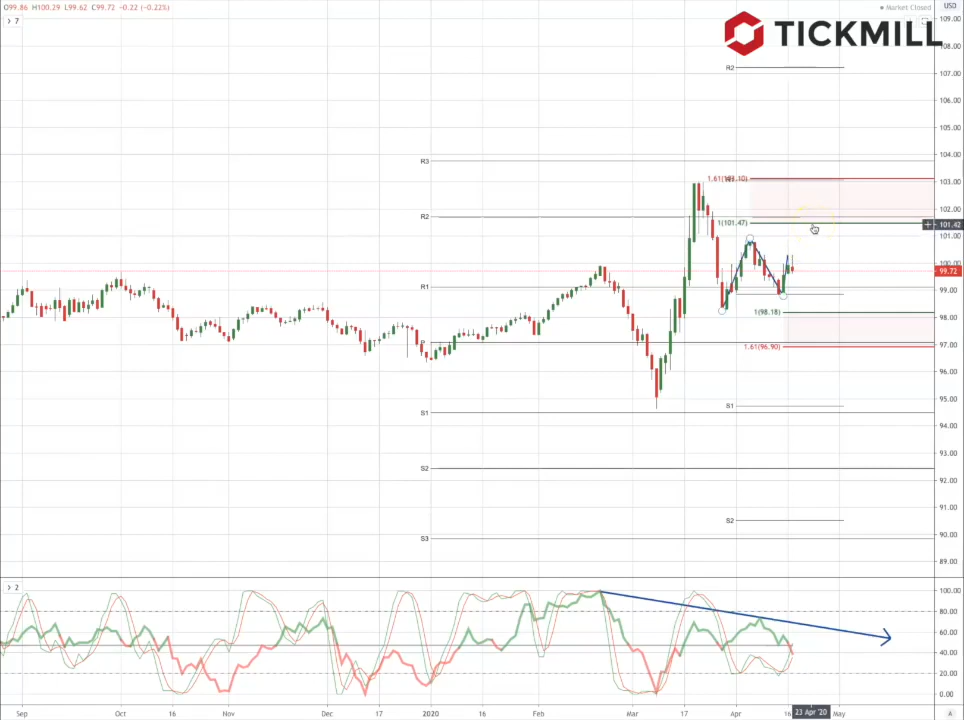 O99.86 H100.29 L99.62 C99.72 -0.22 (-0.22%)
Market Closed
USD
7
TICKMILL
109.00
108.00
107.00
106.00
105.00
104.00
103.00
102.00
101.42
101.00
100.00
99.72
99.00
98.00
97.00
96.00
95.00
94.00
93.00
92.00
91.00
90.00
89.00
R2
R3
1.61(103.10)
R2
1(101.47)
R1
1(98.18)
P
1.61(96.90)
S1
S1
S2
S2
S3
2
100.00
80.00
60.00
40.00
20.00
0.00
Sep
Oct
16
Nov
Dec
17
2020
16
Feb
Mar
17
Apr
16
23 Apr '20
May
A